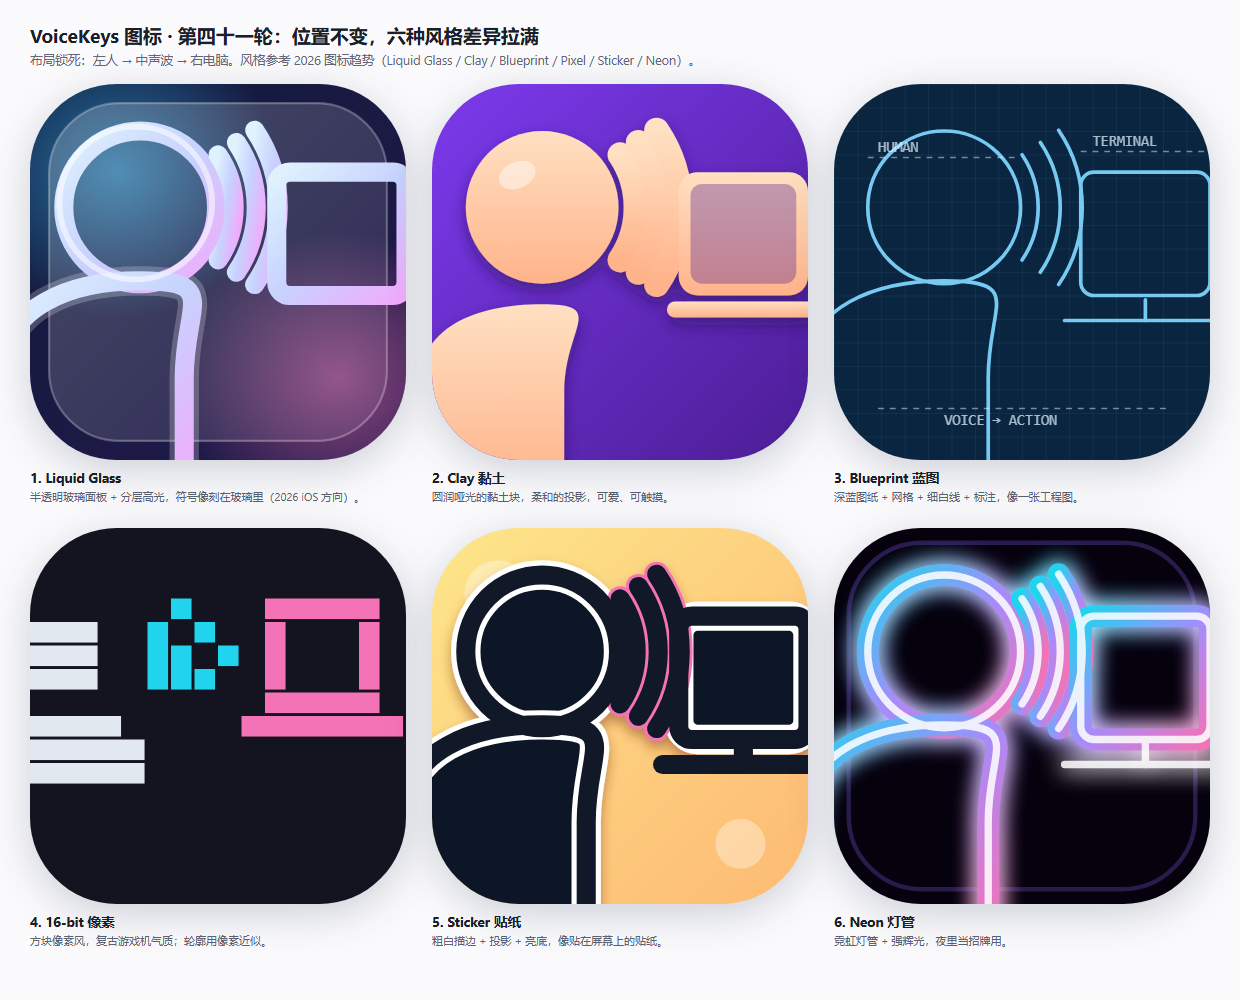 VoiceKeys 图标 · 第四十一轮：位置不变，六种风格差异拉满
布局锁死：左人 → 中声波 → 右电脑。风格参考 2026 图标趋势（Liquid Glass / Clay / Blueprint / Pixel / Sticker / Neon）。
HUMAN
TERMINAL
VOICE → ACTION
1. Liquid Glass
半透明玻璃面板 + 分层高光，符号像刻在玻璃里（2026 iOS 方向）。
2. Clay 黏土
圆润哑光的黏土块，柔和的投影，可爱、可触摸。
3. Blueprint 蓝图
深蓝图纸 + 网格 + 细白线 + 标注，像一张工程图。
4. 16-bit 像素
方块像素风，复古游戏机气质；轮廓用像素近似。
5. Sticker 贴纸
粗白描边 + 投影 + 亮底，像贴在屏幕上的贴纸。
6. Neon 灯管
霓虹灯管 + 强辉光，夜里当招牌用。